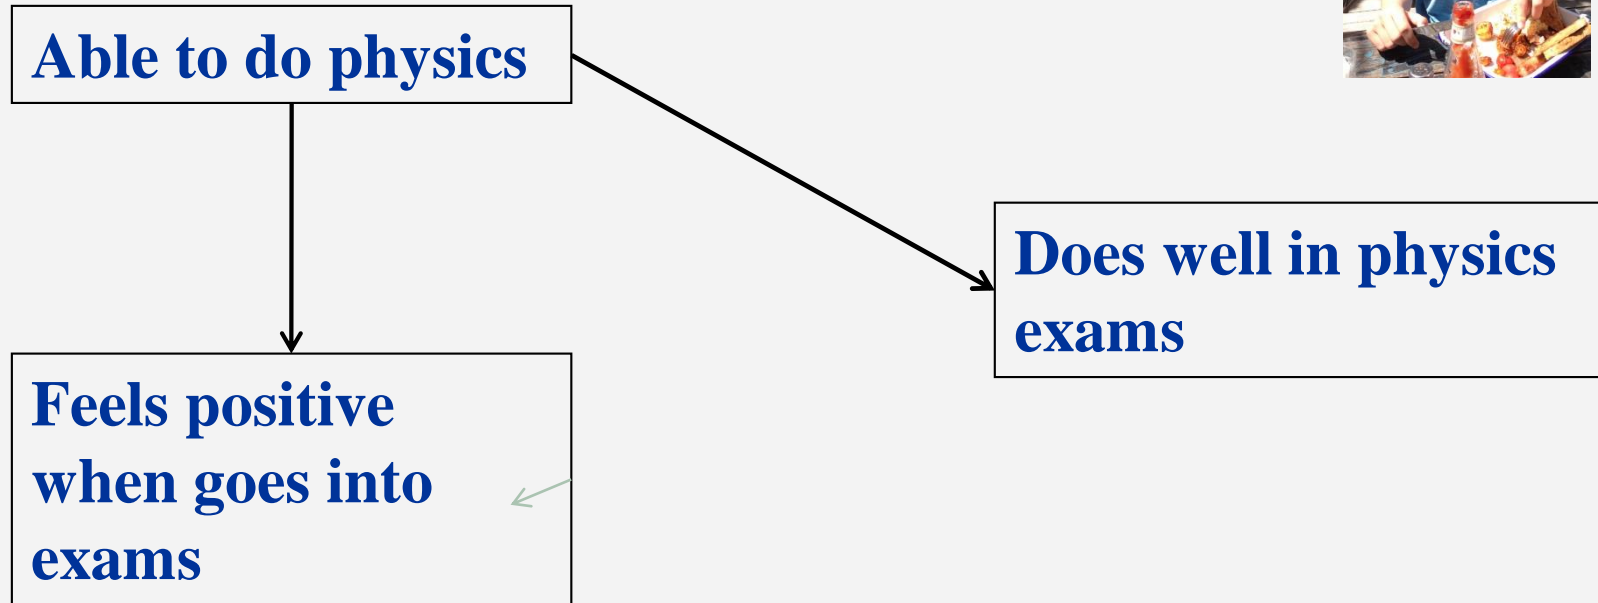 Able to do physics
Does well in physics
exams
Feels positive
when goes into
exams